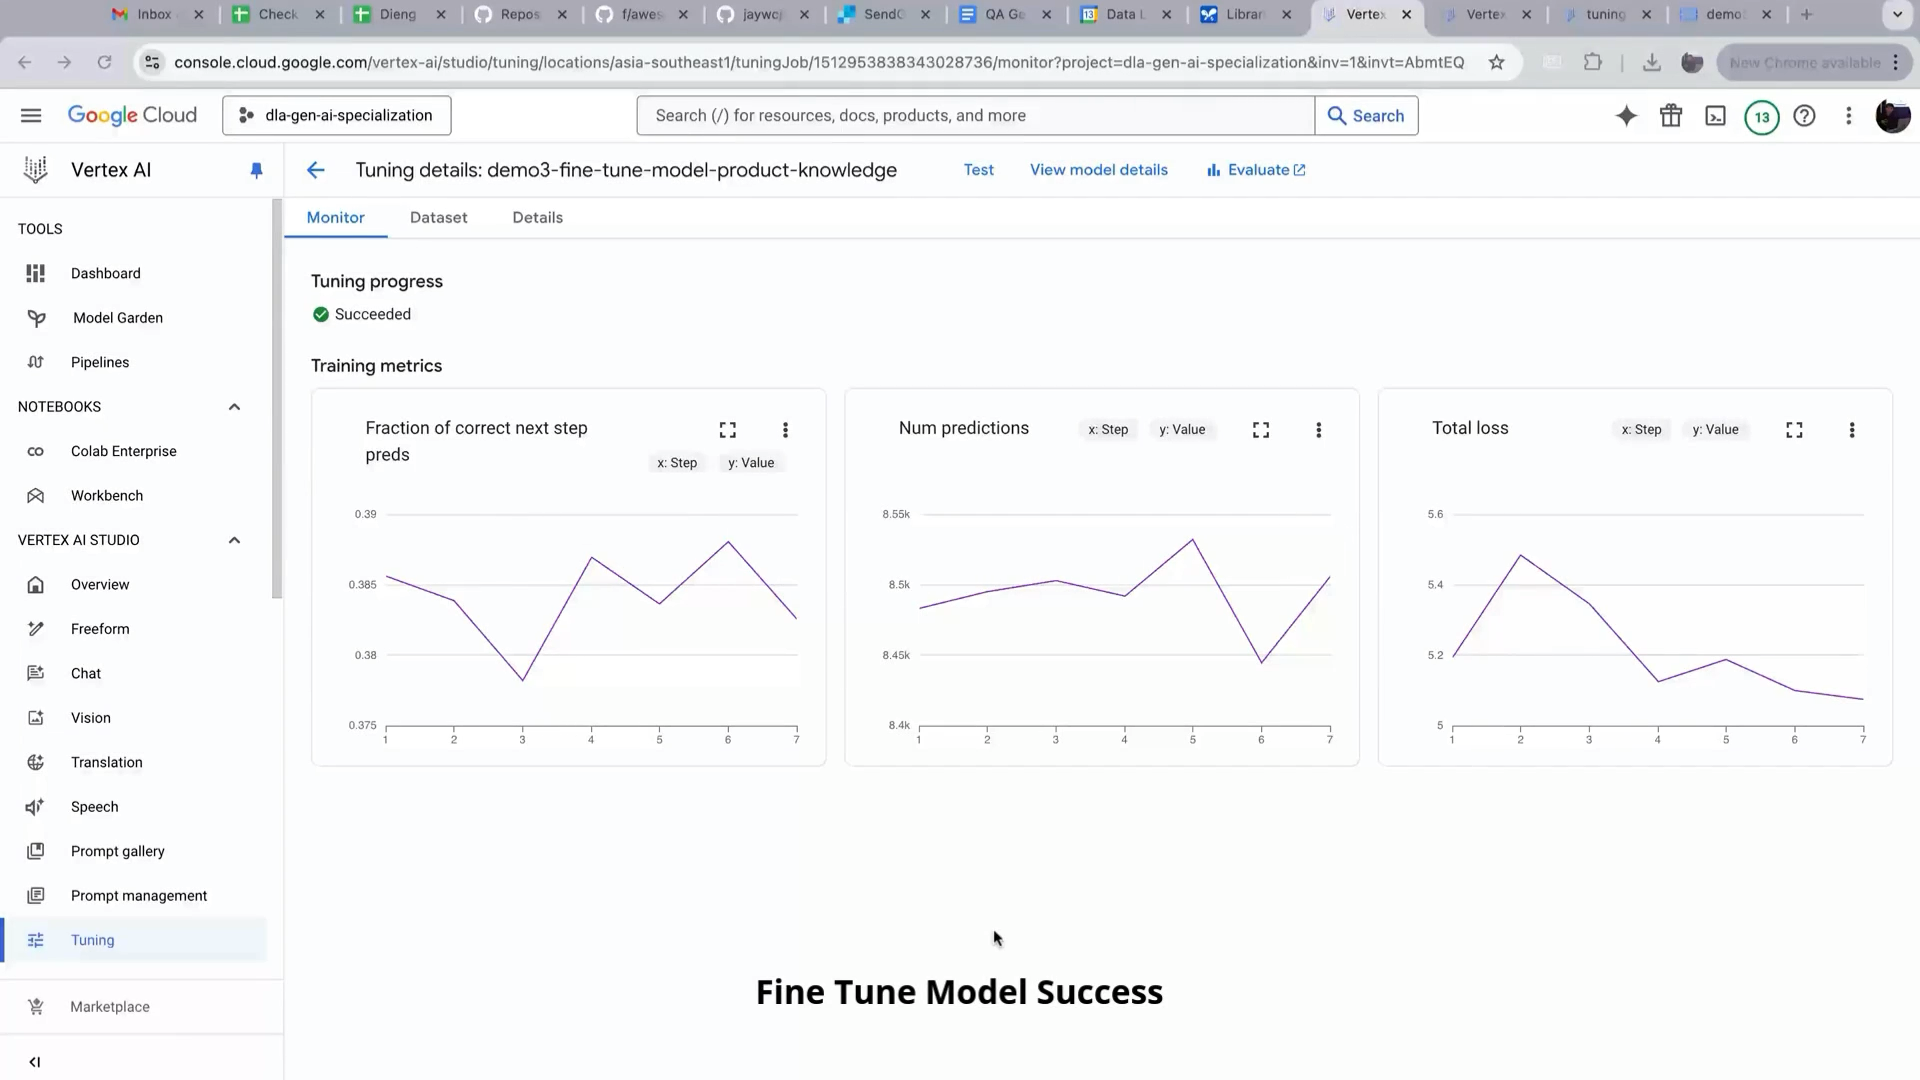 Inbox
Check
Dieng
Repos
f/awes
jaywcj
SendG
QA Ge
Data L
Librar
Vertex
Vertex
tuning
demo
console.cloud.google.com/vertex-ai/studio/tuning/locations/asia-southeast1/tuningJob/1512953838343028736/monitor?project=dla-gen-ai-specialization&inv=1&invt=AbmtEQ
New Chrome available
Google Cloud
dla-gen-ai-specialization
Search (/) for resources, docs, products, and more
Search
13
Vertex AI
Tuning details: demo3-fine-tune-model-product-knowledge
Test
View model details
Evaluate
TOOLS
Dashboard
Model Garden
Pipelines
NOTEBOOKS
Colab Enterprise
Workbench
VERTEX AI STUDIO
Overview
Freeform
Chat
Vision
Translation
Speech
Prompt gallery
Prompt management
Tuning
Marketplace
Monitor
Dataset
Details
Tuning progress
Succeeded
Training metrics
Fraction of correct next step
preds
x: Step
y: Value
0.39
0.385
0.38
0.375
1 2 3 4 5 6 7
Num predictions
x: Step
y: Value
8.55k
8.5k
8.45k
8.4k
1 2 3 4 5 6 7
Total loss
x: Step
y: Value
5.6
5.4
5.2
5
1 2 3 4 5 6 7
Fine Tune Model Success